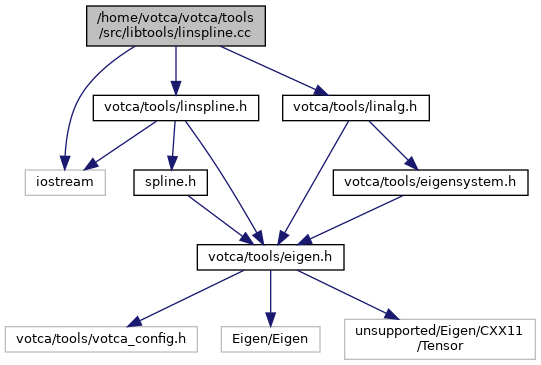 /home/votca/votca/tools
/src/libtools/linspline.cc
votca/tools/linspline.h
votca/tools/linalg.h
iostream
spline.h
votca/tools/eigensystem.h
votca/tools/eigen.h
votca/tools/votca_config.h
Eigen/Eigen
unsupported/Eigen/CXX11
/Tensor